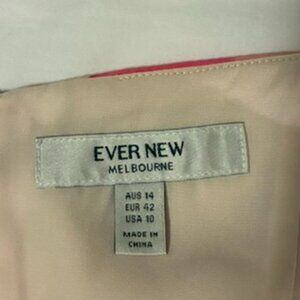 EVER NEW
MELBOURNE
AUS 14
EUR 42
USA 10
MADE IN
CHINA